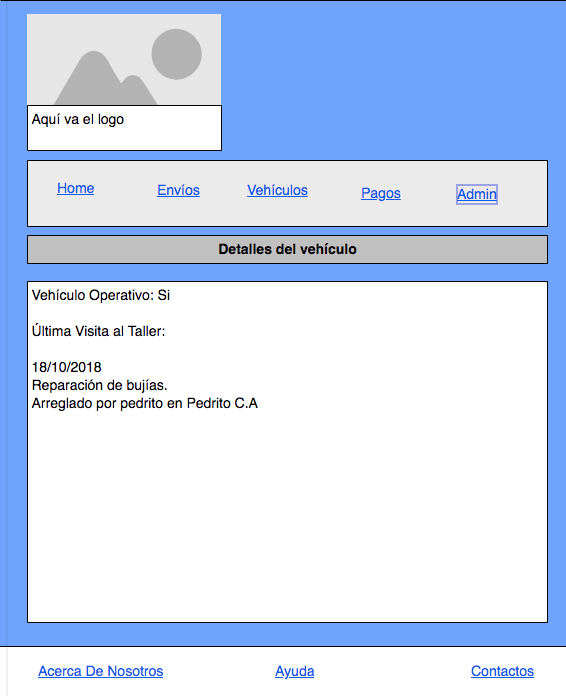 Aquí va el logo
Home Envíos Vehículos Pagos Admin
Detalles del vehículo
Vehículo Operativo: Si
Última Visita al Taller:
18/10/2018
Reparación de bujías.
Arreglado por pedrito en Pedrito C.A
Acerca De Nosotros Ayuda Contactos